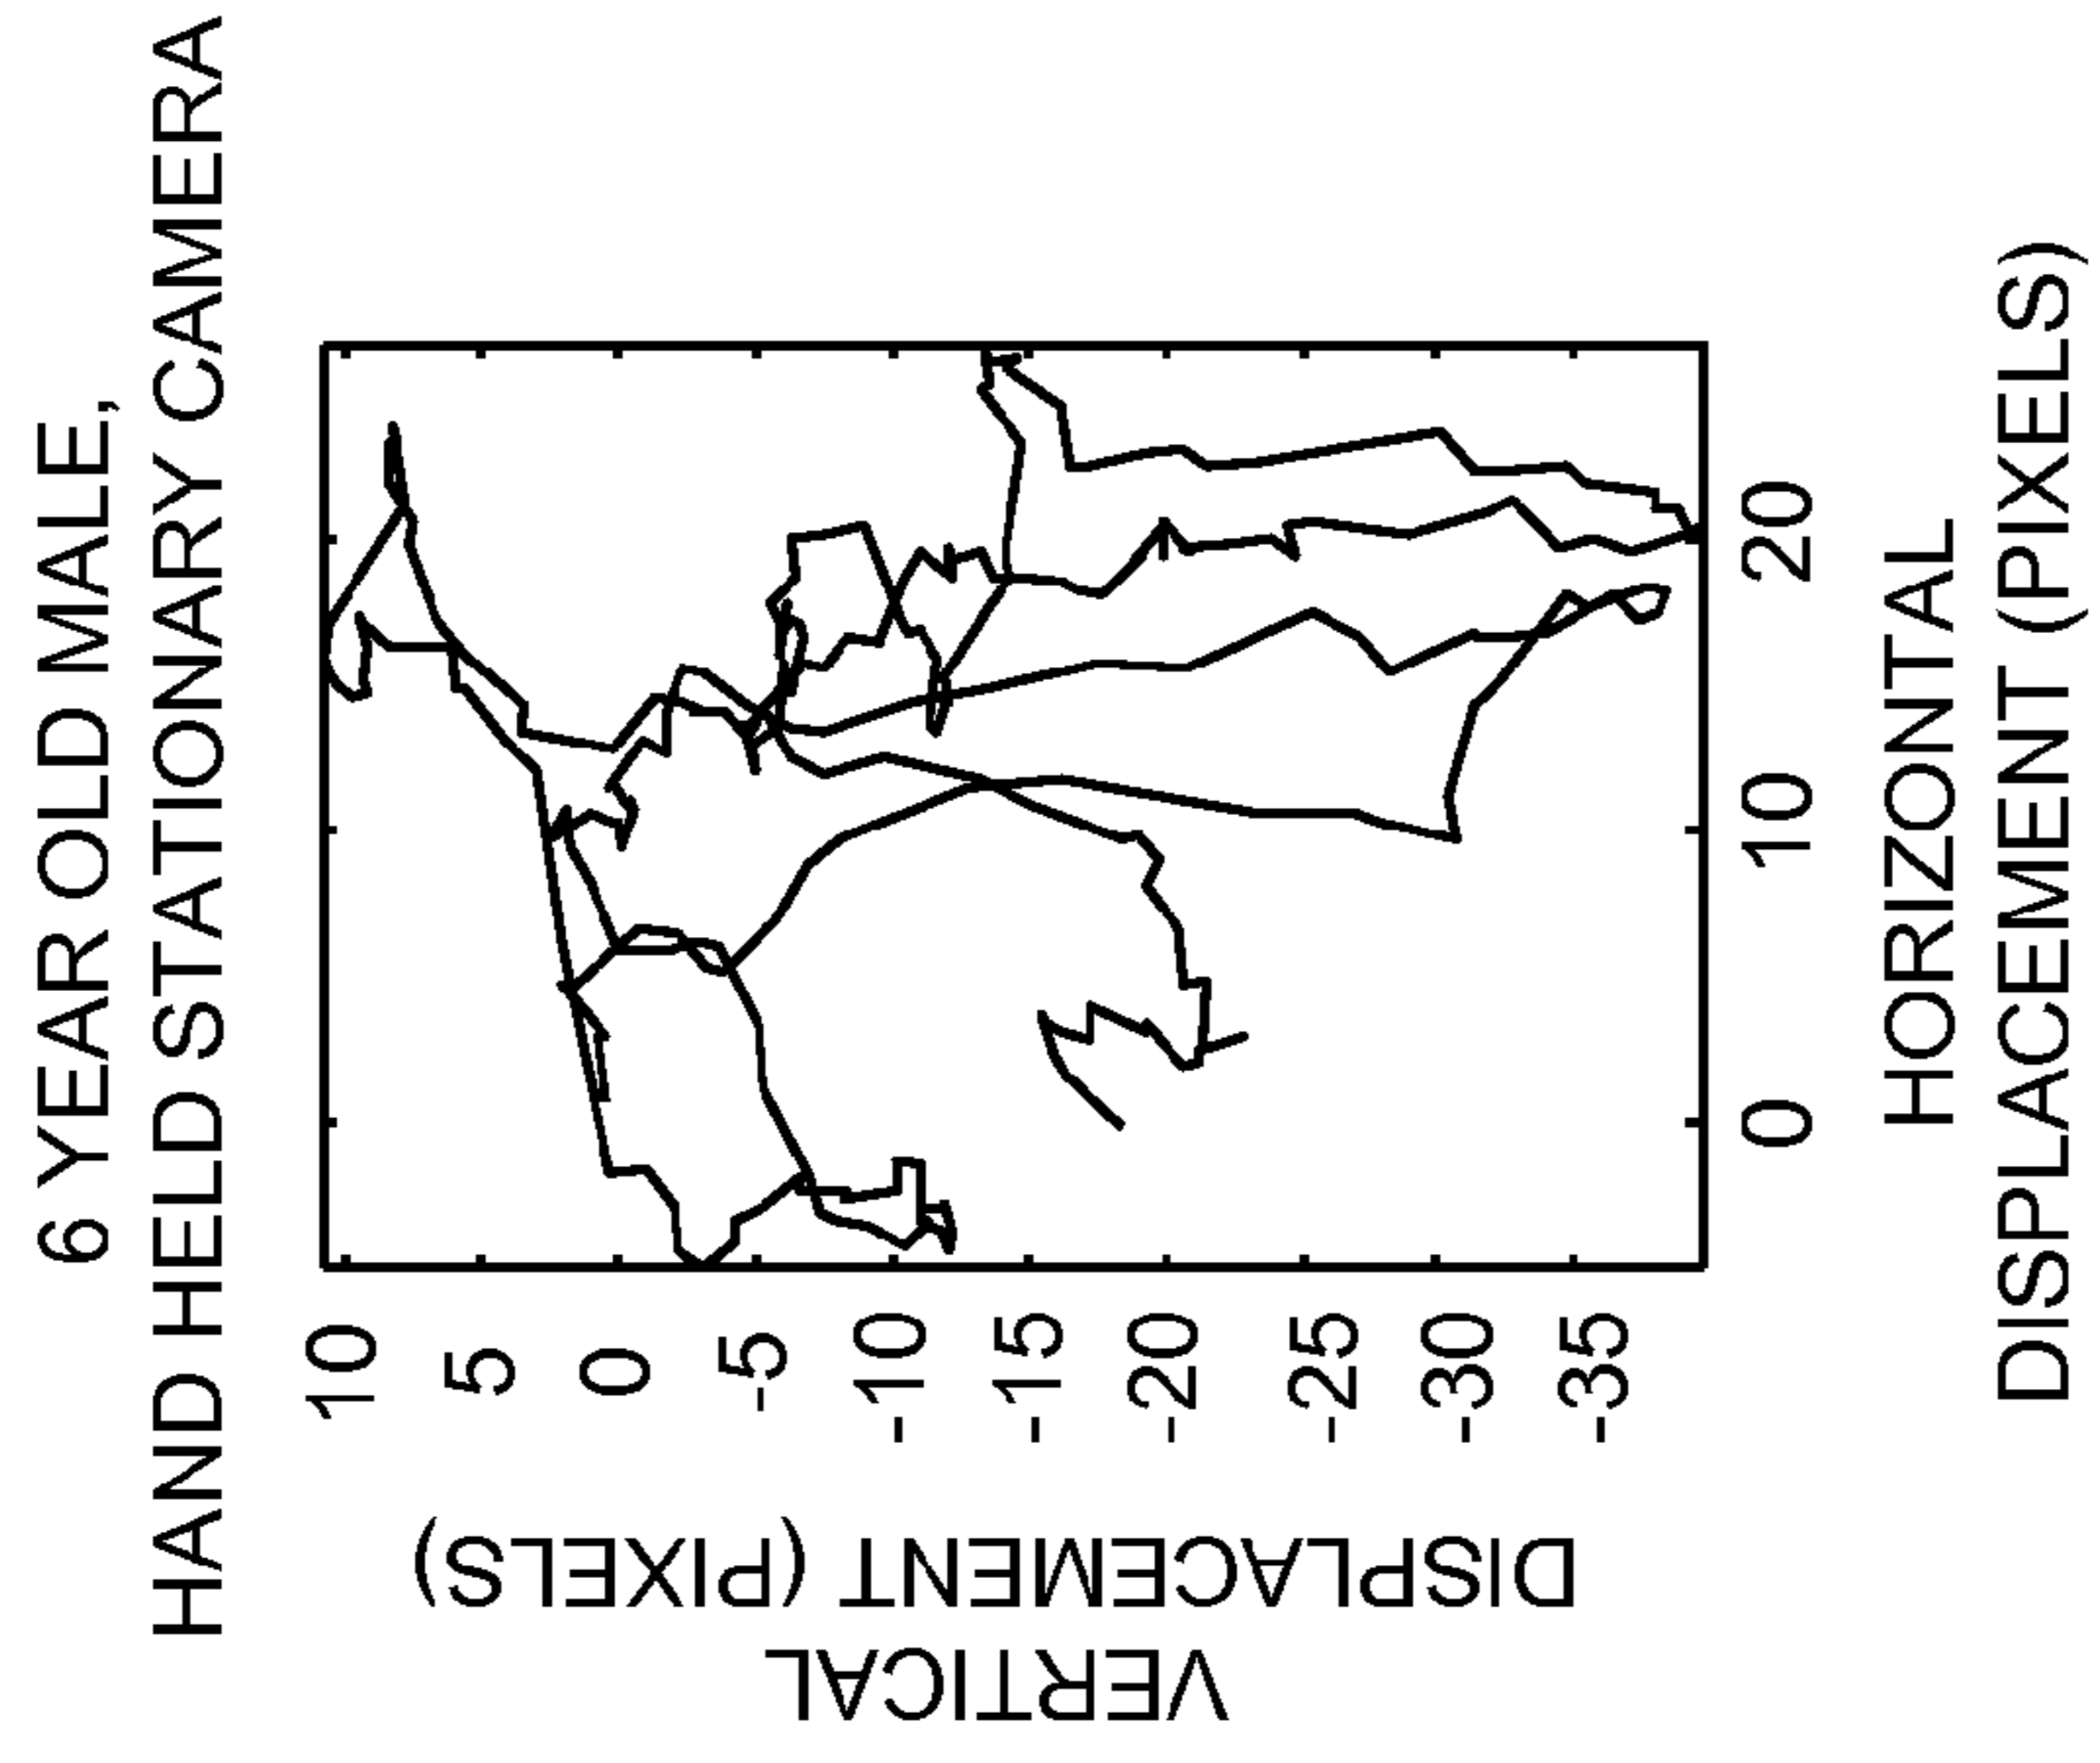 6 YEAR OLD MALE,
HAND HELD STATIONARY CAMERA
VERTICAL
DISPLACEMENT (PIXELS)
10
5
0
-5
-10
-15
-20
-25
-30
-35
0
10
20
HORIZONTAL
DISPLACEMENT (PIXELS)